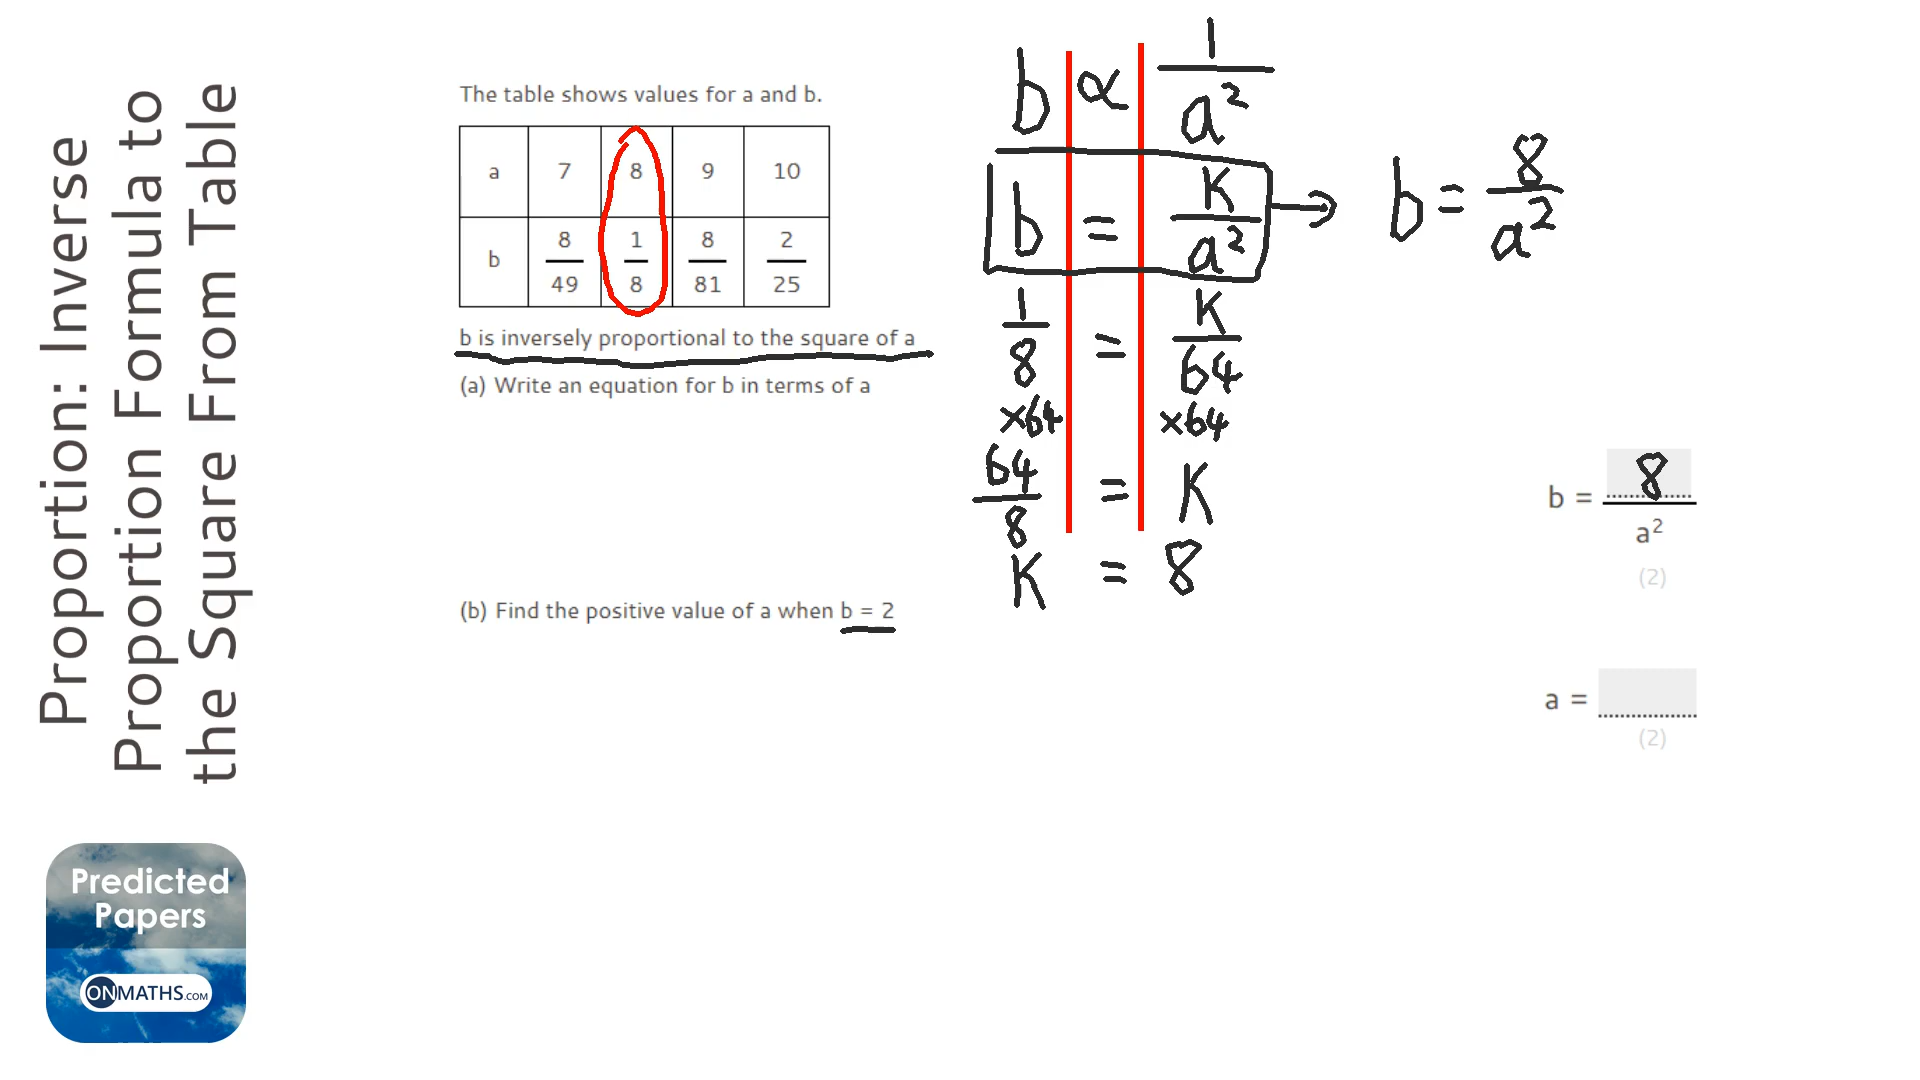 Proportion: Inverse
Proportion Formula to
the Square From Table
The table shows values for a and b.
a 7 8 9 10
b 8/49 1/8 8/81 2/25
b is inversely proportional to the square of a
(a) Write an equation for b in terms of a
(b) Find the positive value of a when b = 2
b ∝ 1/a²
b = K/a² → b = 8/a²
1/8 = K/64
×64 ×64
64/8 = K
K = 8
b = 8/a²
(2)
a =
(2)
Predicted
Papers
ONMATHS.COM